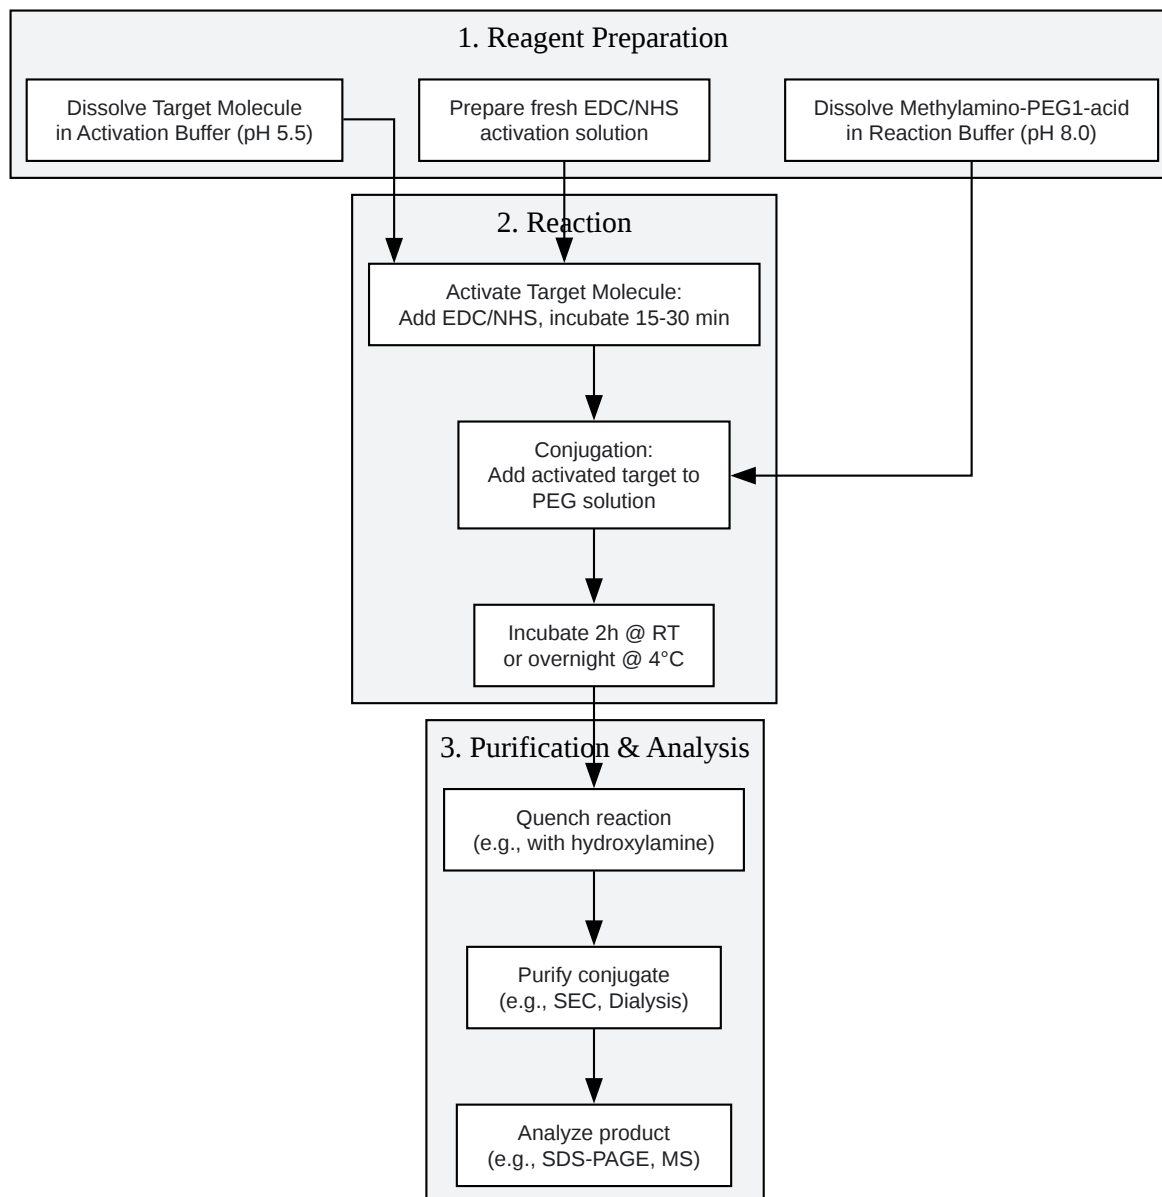 1. Reagent Preparation
Dissolve Target Molecule
in Activation Buffer (pH 5.5)
Prepare fresh EDC/NHS
activation solution
Dissolve Methylamino-PEG1-acid
in Reaction Buffer (pH 8.0)
2. Reaction
Activate Target Molecule:
Add EDC/NHS, incubate 15-30 min
Conjugation:
Add activated target to
PEG solution
Incubate 2h @ RT
or overnight @ 4°C
3. Purification & Analysis
Quench reaction
(e.g., with hydroxylamine)
Purify conjugate
(e.g., SEC, Dialysis)
Analyze product
(e.g., SDS-PAGE, MS)